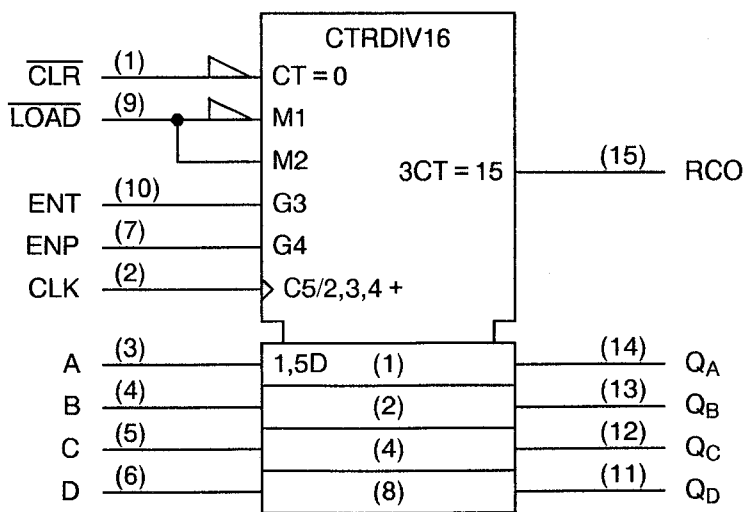 CTRDIV16
CLR (1) CT = 0
LOAD (9) M1
M2
3CT = 15 (15) RCO
ENT (10) G3
ENP (7) G4
CLK (2) C5/2,3,4 +
A (3) 1,5D (1) (14) QA
B (4) (2) (13) QB
C (5) (4) (12) QC
D (6) (8) (11) QD